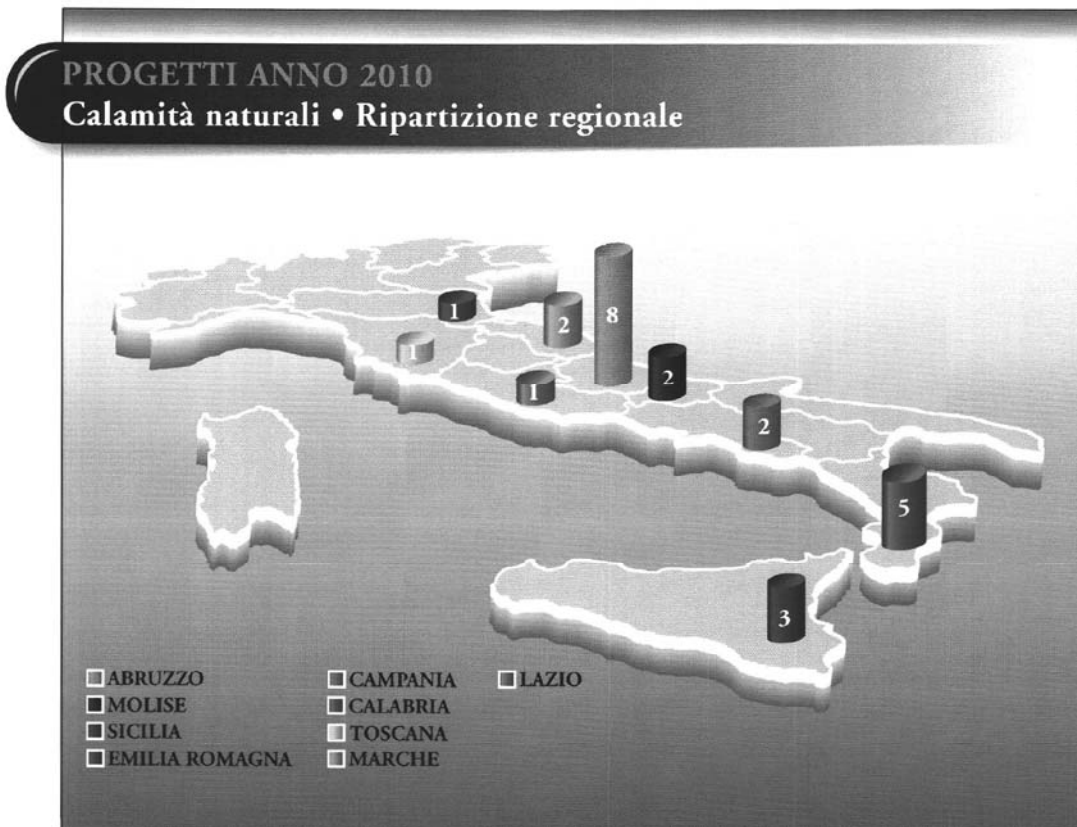 PROGETTI ANNO 2010
Calamità naturali • Ripartizione regionale
8
1
2
1
2
1
2
5
3
ABRUZZO CAMPANIA LAZIO
MOLISE CALABRIA
SICILIA TOSCANA
EMILIA ROMAGNA MARCHE